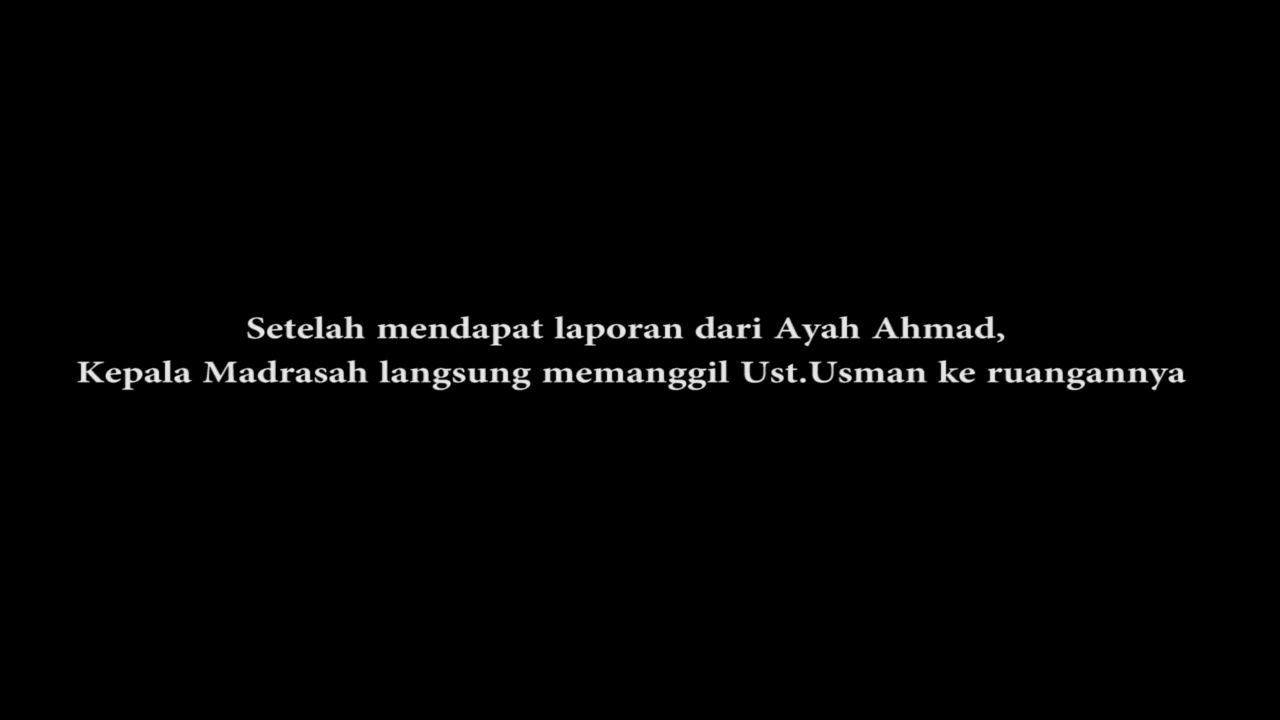 Setelah mendapat laporan dari Ayah Ahmad,
Kepala Madrasah langsung memanggil Ust.Usman ke ruangannya